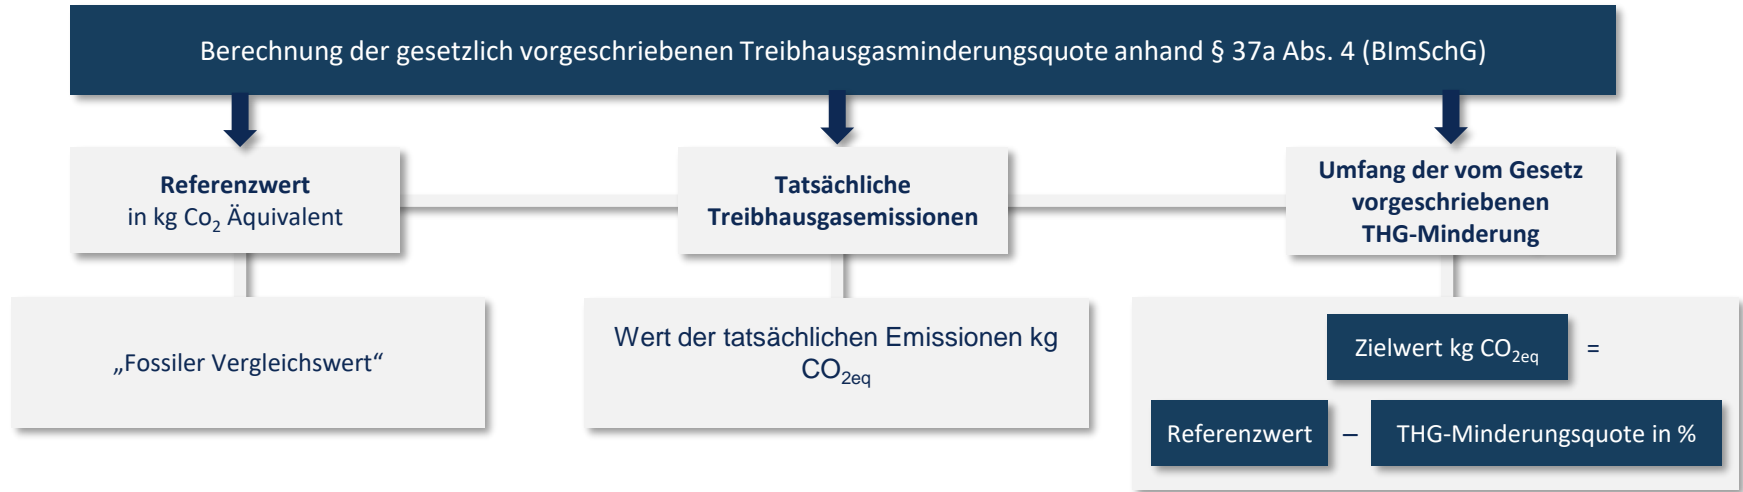 Berechnung der gesetzlich vorgeschriebenen Treibhausgasminderungsquote anhand § 37a Abs. 4 (BImSchG)
Referenzwert
in kg Co₂ Äquivalent
Tatsächliche
Treibhausgasemissionen
Umfang der vom Gesetz
vorgeschriebenen
THG-Minderung
„Fossiler Vergleichswert“
Wert der tatsächlichen Emissionen kg
CO₂eq
Zielwert kg CO₂eq =
Referenzwert – THG-Minderungsquote in %